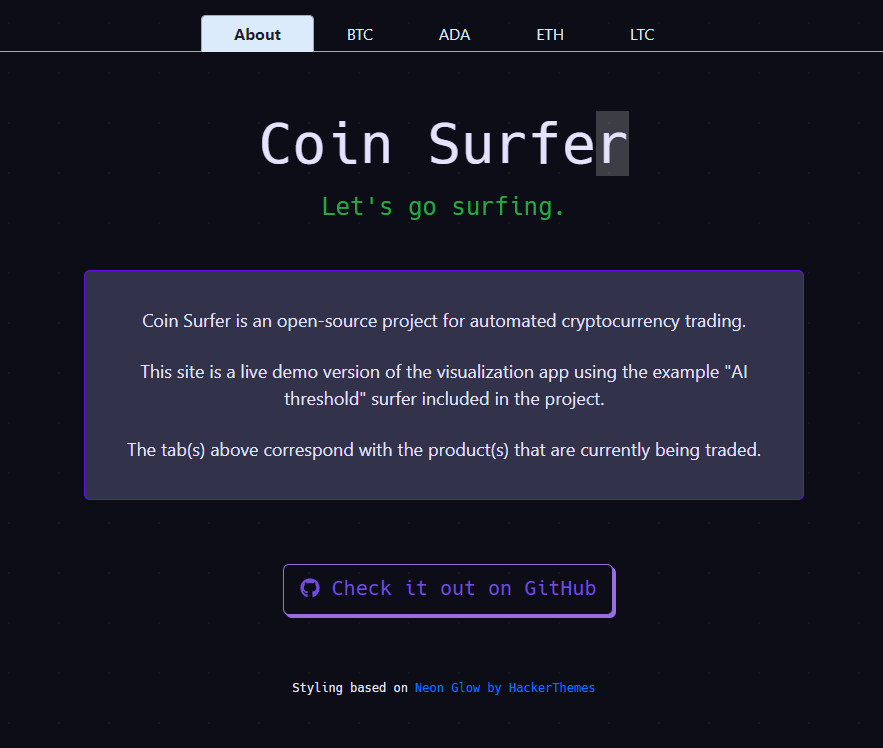 About BTC ADA ETH LTC
Coin Surfer
Let's go surfing.
Coin Surfer is an open-source project for automated cryptocurrency trading.
This site is a live demo version of the visualization app using the example "AI
threshold" surfer included in the project.
The tab(s) above correspond with the product(s) that are currently being traded.
Check it out on GitHub
Styling based on Neon Glow by HackerThemes